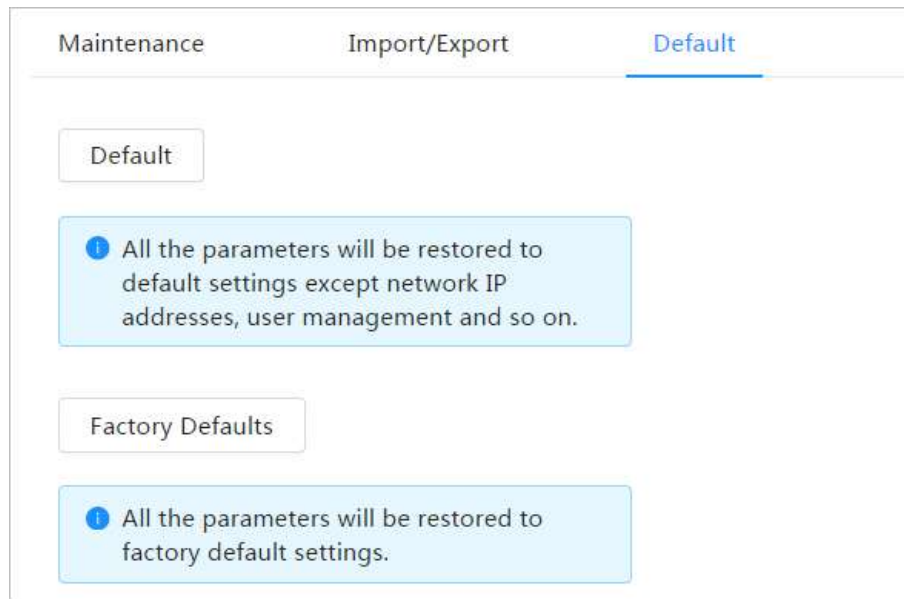 Maintenance Import/Export Default
Default
All the parameters will be restored to
default settings except network IP
addresses, user management and so on.
Factory Defaults
All the parameters will be restored to
factory default settings.